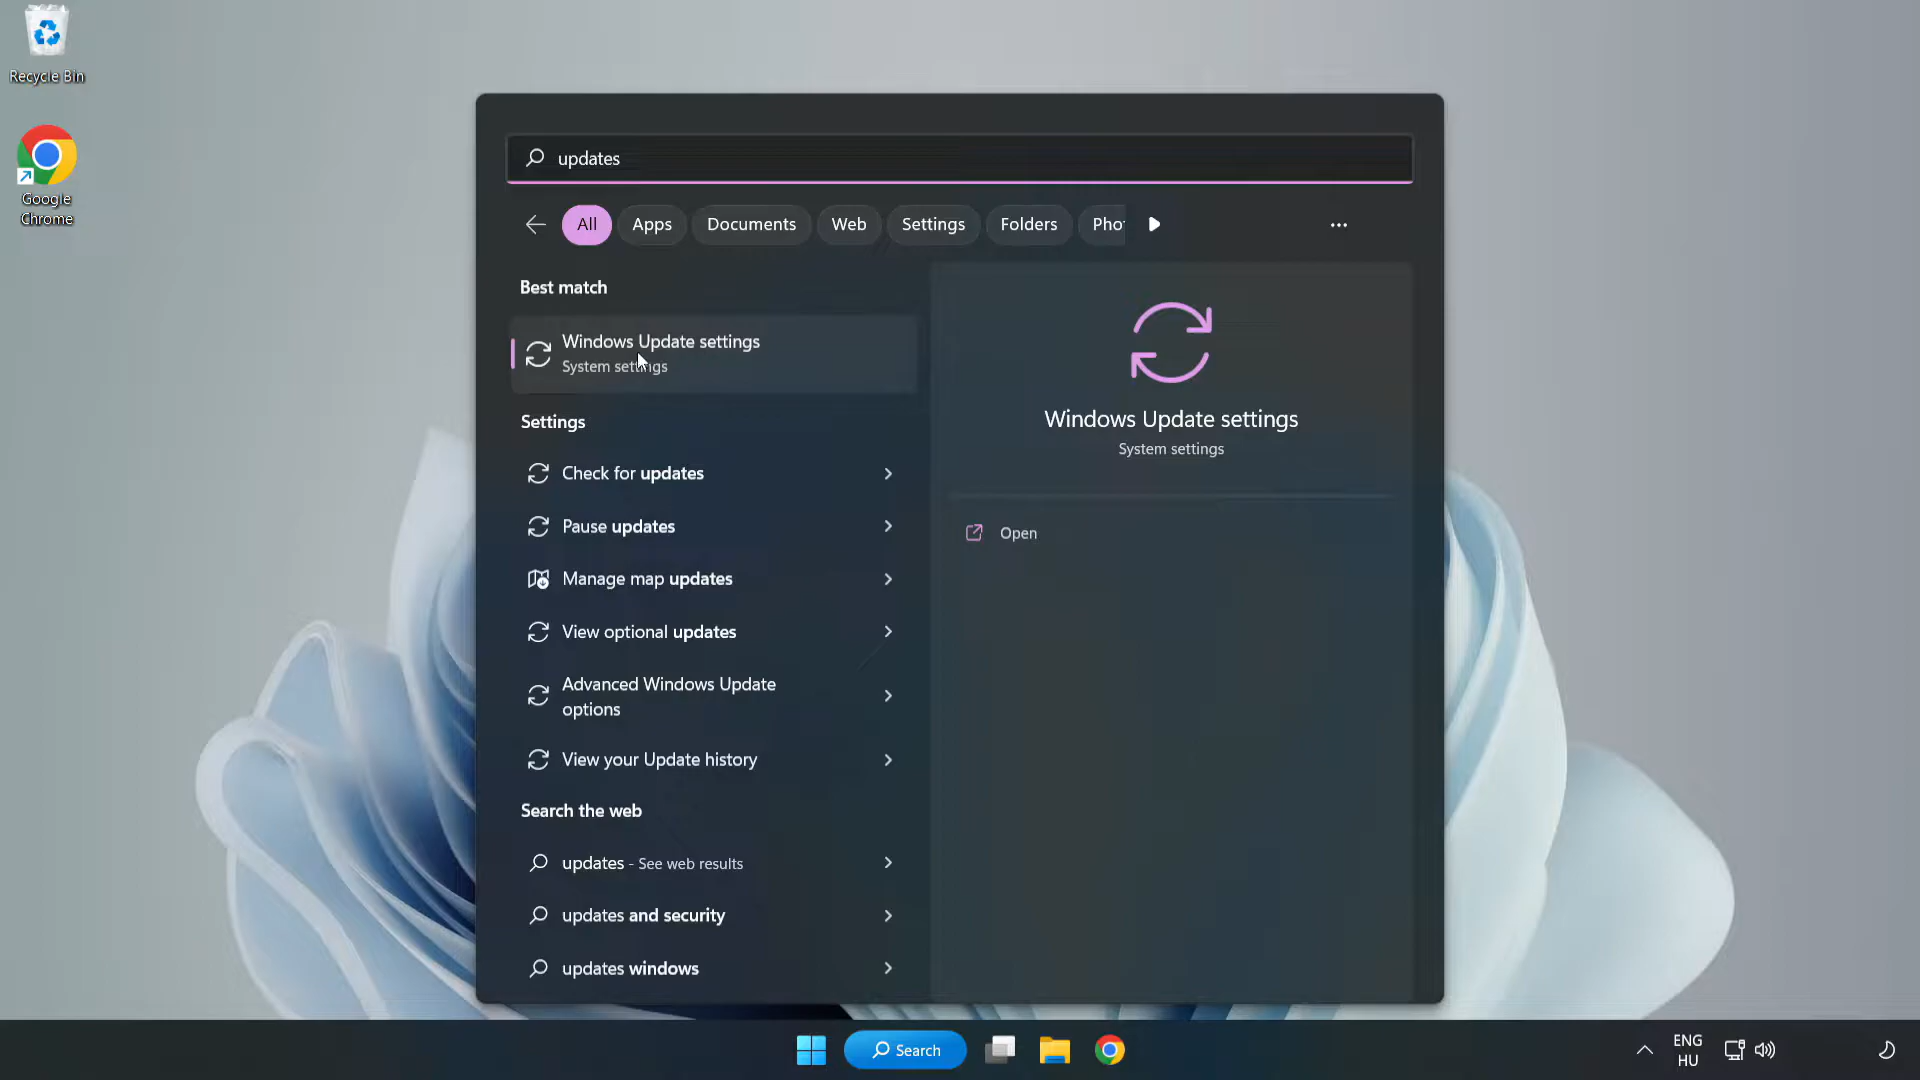 Recycle Bin
Google
Chrome
updates
All
Apps
Documents
Web
Settings
Folders
Best match
Windows Update settings
System settings
Settings
Check for updates
Pause updates
Manage map updates
View optional updates
Advanced Windows Update
options
View your Update history
Search the web
updates - See web results
updates and security
updates windows
Windows Update settings
System settings
Open
Search
ENG
HU